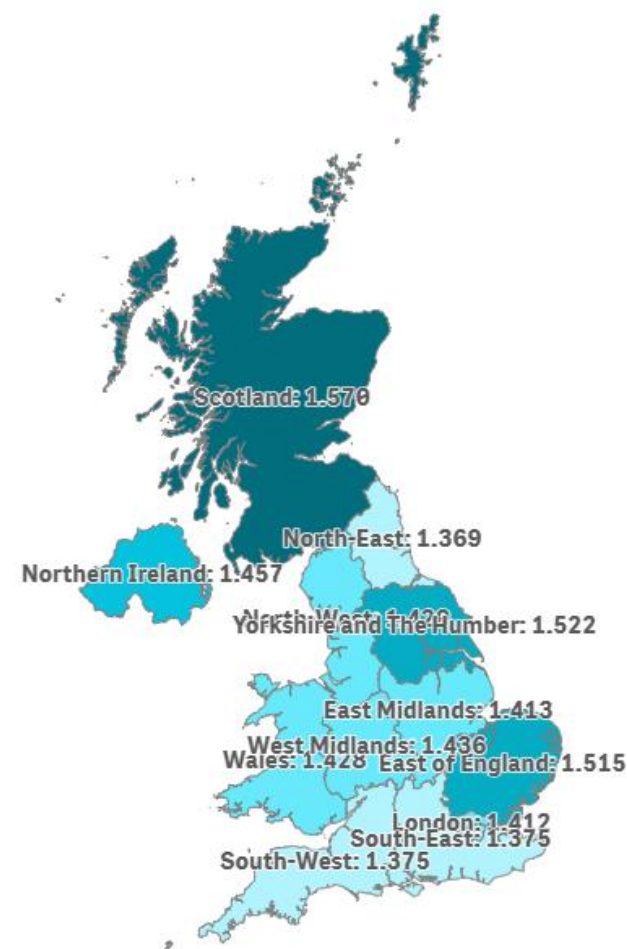 Scotland: 1.570
North-East: 1.369
Northern Ireland: 1.457
North-West:
Yorkshire and The Humber: 1.522
East Midlands: 1.413
West Midlands: 1.436
Wales: 1.428
East of England: 1.515
London: 1.412
South-East: 1.375
South-West: 1.375